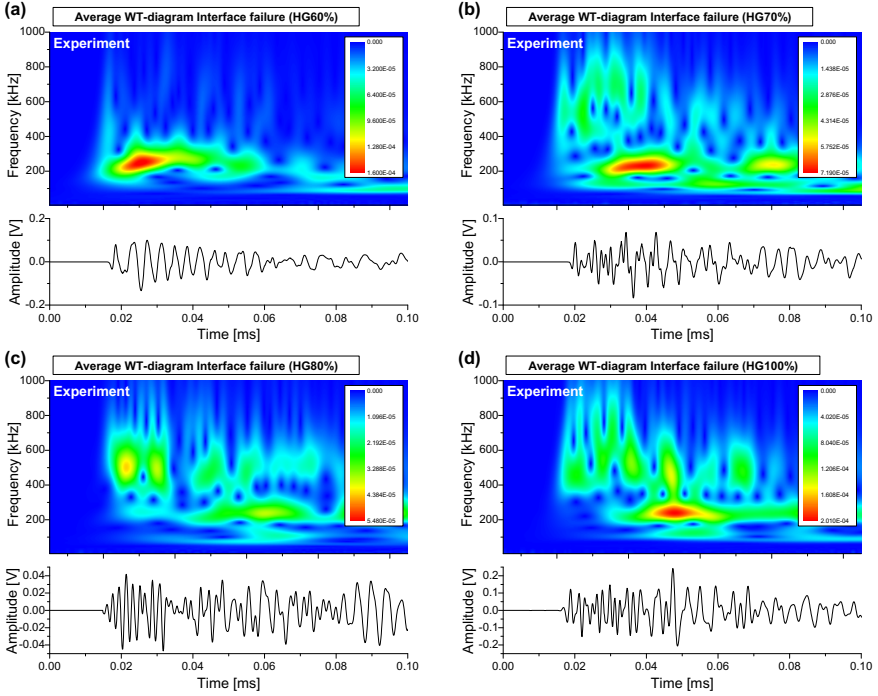 (a)
Average WT-diagram Interface failure (HG60%)
Experiment
Frequency [kHz]
1000
800
600
400
200
0.000
3.200E-05
6.400E-05
9.600E-05
1.280E-04
1.600E-04
Amplitude [V]
0.2
0.0
-0.2
0.00 0.02 0.04 0.06 0.08 0.10
Time [ms]
(b)
Average WT-diagram Interface failure (HG70%)
Experiment
Frequency [kHz]
1000
800
600
400
200
0.000
1.438E-05
2.876E-05
4.314E-05
5.752E-05
7.190E-05
Amplitude [V]
0.1
0.0
-0.1
0.00 0.02 0.04 0.06 0.08 0.10
Time [ms]
(c)
Average WT-diagram Interface failure (HG80%)
Experiment
Frequency [kHz]
1000
800
600
400
200
0.000
1.096E-05
2.192E-05
3.288E-05
4.384E-05
5.480E-05
Amplitude [V]
0.04
0.02
0.00
-0.02
-0.04
0.00 0.02 0.04 0.06 0.08 0.10
Time [ms]
(d)
Average WT-diagram Interface failure (HG100%)
Experiment
Frequency [kHz]
1000
800
600
400
200
0.000
4.020E-05
8.040E-05
1.206E-04
1.608E-04
2.010E-04
Amplitude [V]
0.2
0.1
0.0
-0.1
-0.2
0.00 0.02 0.04 0.06 0.08 0.10
Time [ms]